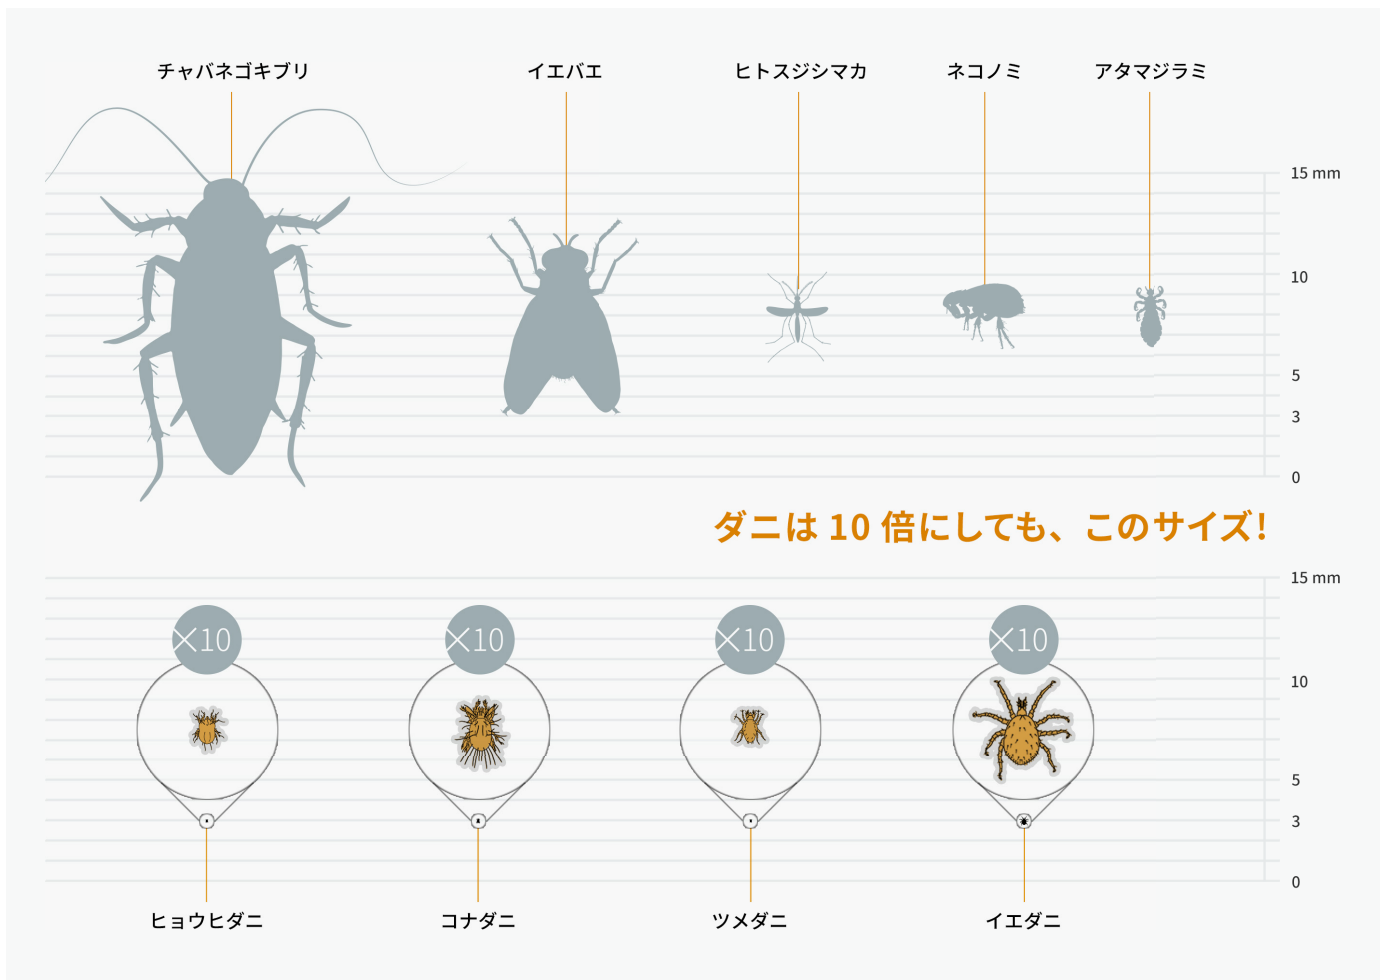 チャバネゴキブリ
イエバエ
ヒトスジシマカ
ネコノミ
アタマジラミ
15 mm
10
5
3
0
ダニは 10 倍にしても、このサイズ!
15 mm
×10
×10
×10
×10
10
5
3
0
ヒョウヒダニ
コナダニ
ツメダニ
イエダニ